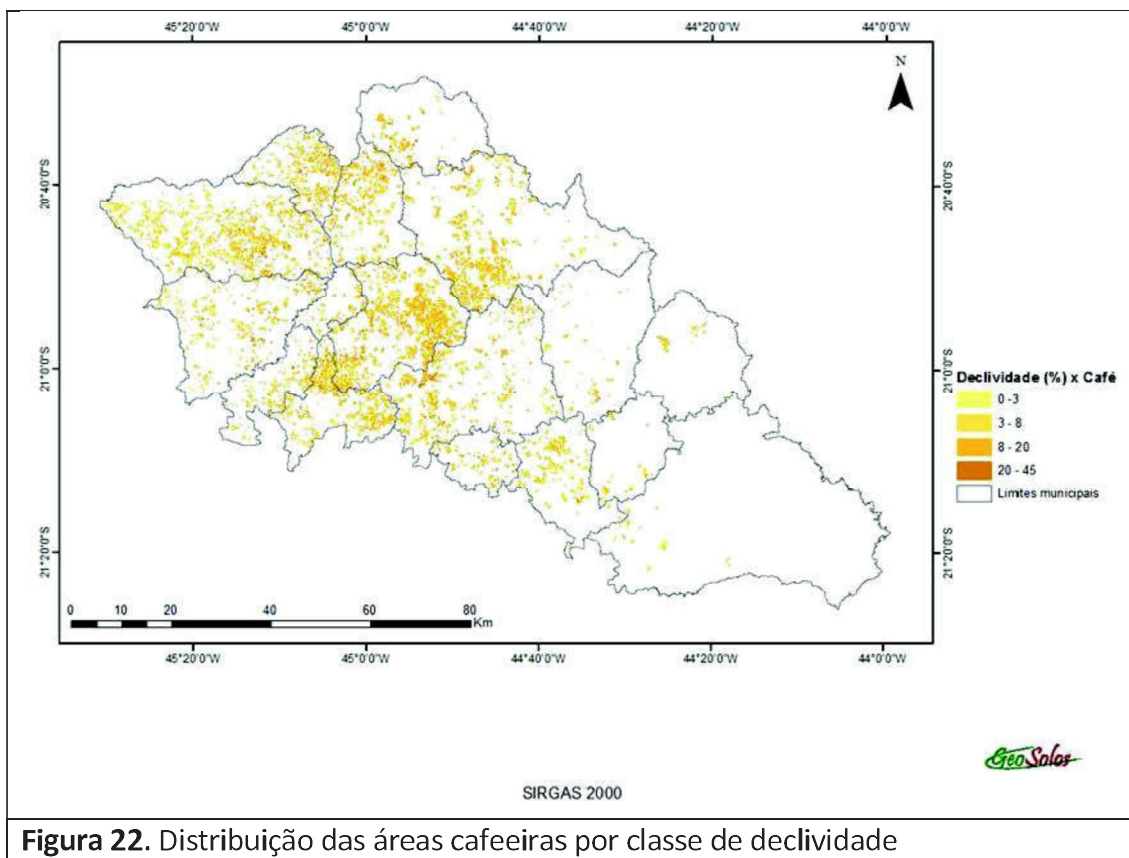 45°20'0"W 45°0'0"W 44°40'0"W 44°20'0"W 44°0'0"W
N
20°40'0"S 20°40'0"S
21°0'0"S 21°0'0"S
21°20'0"S 21°20'0"S
Declividade (%) x Café
0 - 3
3 - 8
8 - 20
20 - 45
Limites municipais
0 10 20 40 60 80
Km
45°20'0"W 45°0'0"W 44°40'0"W 44°20'0"W 44°0'0"W
GeoSolos
SIRGAS 2000
Figura 22. Distribuição das áreas cafeeiras por classe de declividade